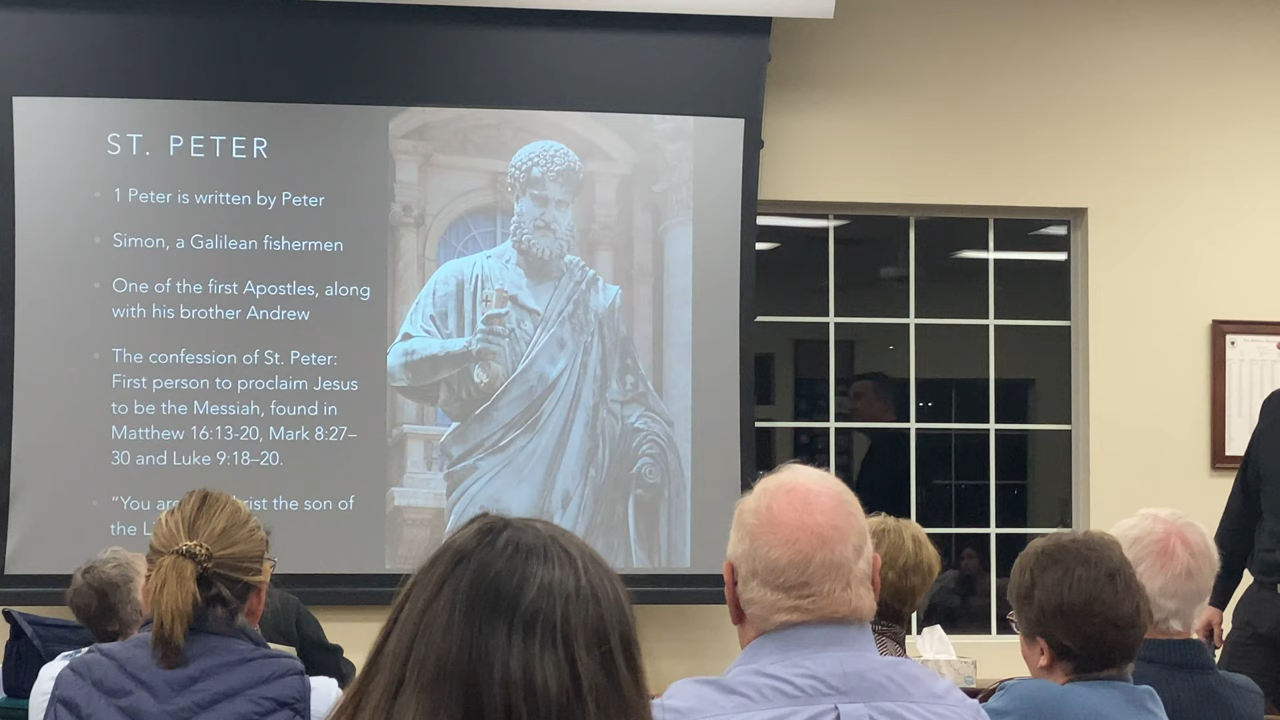 ST. PETER
1 Peter is written by Peter
Simon, a Galilean fishermen
One of the first Apostles, along
with his brother Andrew
The confession of St. Peter:
First person to proclaim Jesus
to be the Messiah, found in
Matthew 16:13-20, Mark 8:27–
30 and Luke 9:18–20.
“You are the son of
the